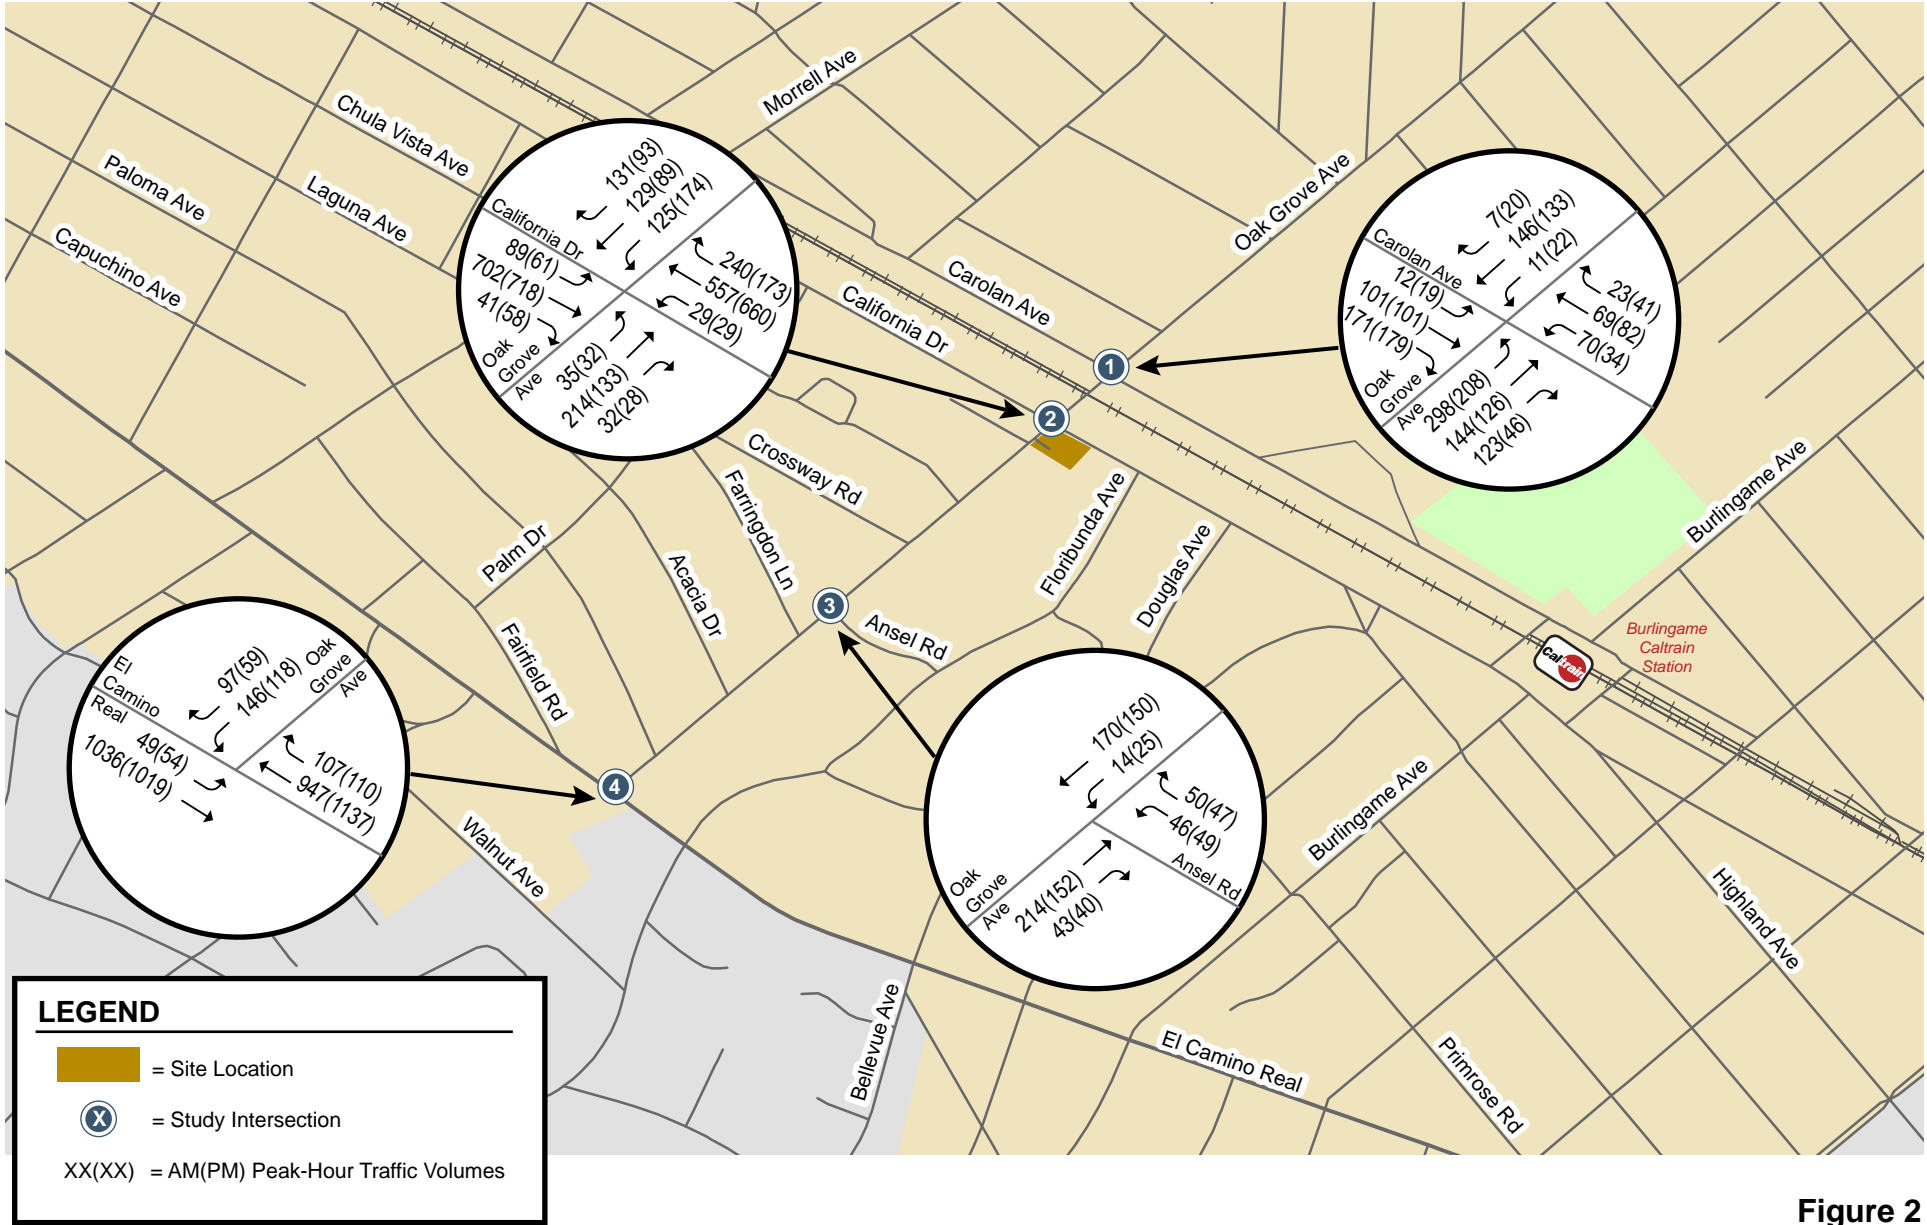 Morrell Ave
Chula Vista Ave
Paloma Ave
Laguna Ave
Capuchino Ave
Oak Grove Ave
Carolan Ave
California Dr
131(93)
129(89)
125(174)
California Dr
89(61)
702(718)
41(58)
240(173)
557(660)
29(29)
Oak
Grove
Ave
35(32)
214(133)
32(28)
7(20)
146(133)
11(22)
Carolan Ave
12(19)
101(101)
171(179)
23(41)
69(82)
70(34)
Oak
Grove
Ave
298(208)
144(126)
123(46)
1
2
3
4
Crossway Rd
Farringdon Ln
Floribunda Ave
Douglas Ave
Burlingame Ave
Palm Dr
Acacia Dr
Fairfield Rd
Ansel Rd
Burlingame
Caltrain
Station
Caltrain
El
Camino
Real
97(59)
146(118)
Oak
Grove
Ave
49(54)
1036(1019)
107(110)
947(1137)
170(150)
14(25)
50(47)
46(49)
Ansel Rd
Oak
Grove
Ave
214(152)
43(40)
Walnut Ave
Burlingame Ave
Highland Ave
Bellevue Ave
El Camino Real
Primrose Rd
LEGEND
= Site Location
X = Study Intersection
XX(XX) = AM(PM) Peak-Hour Traffic Volumes
Figure 2